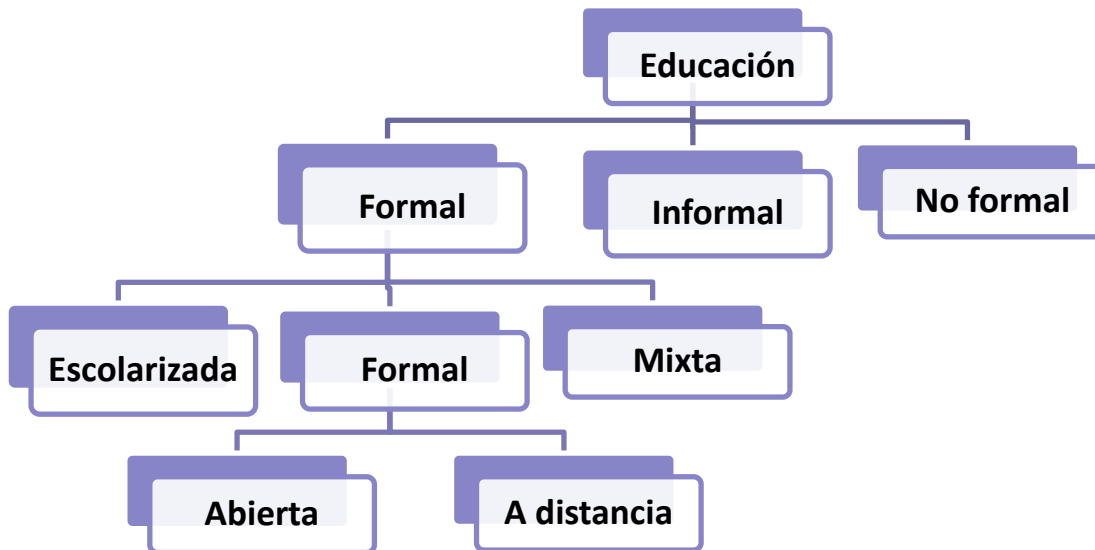 Educación
Formal
Informal
No formal
Escolarizada
Formal
Mixta
Abierta
A distancia